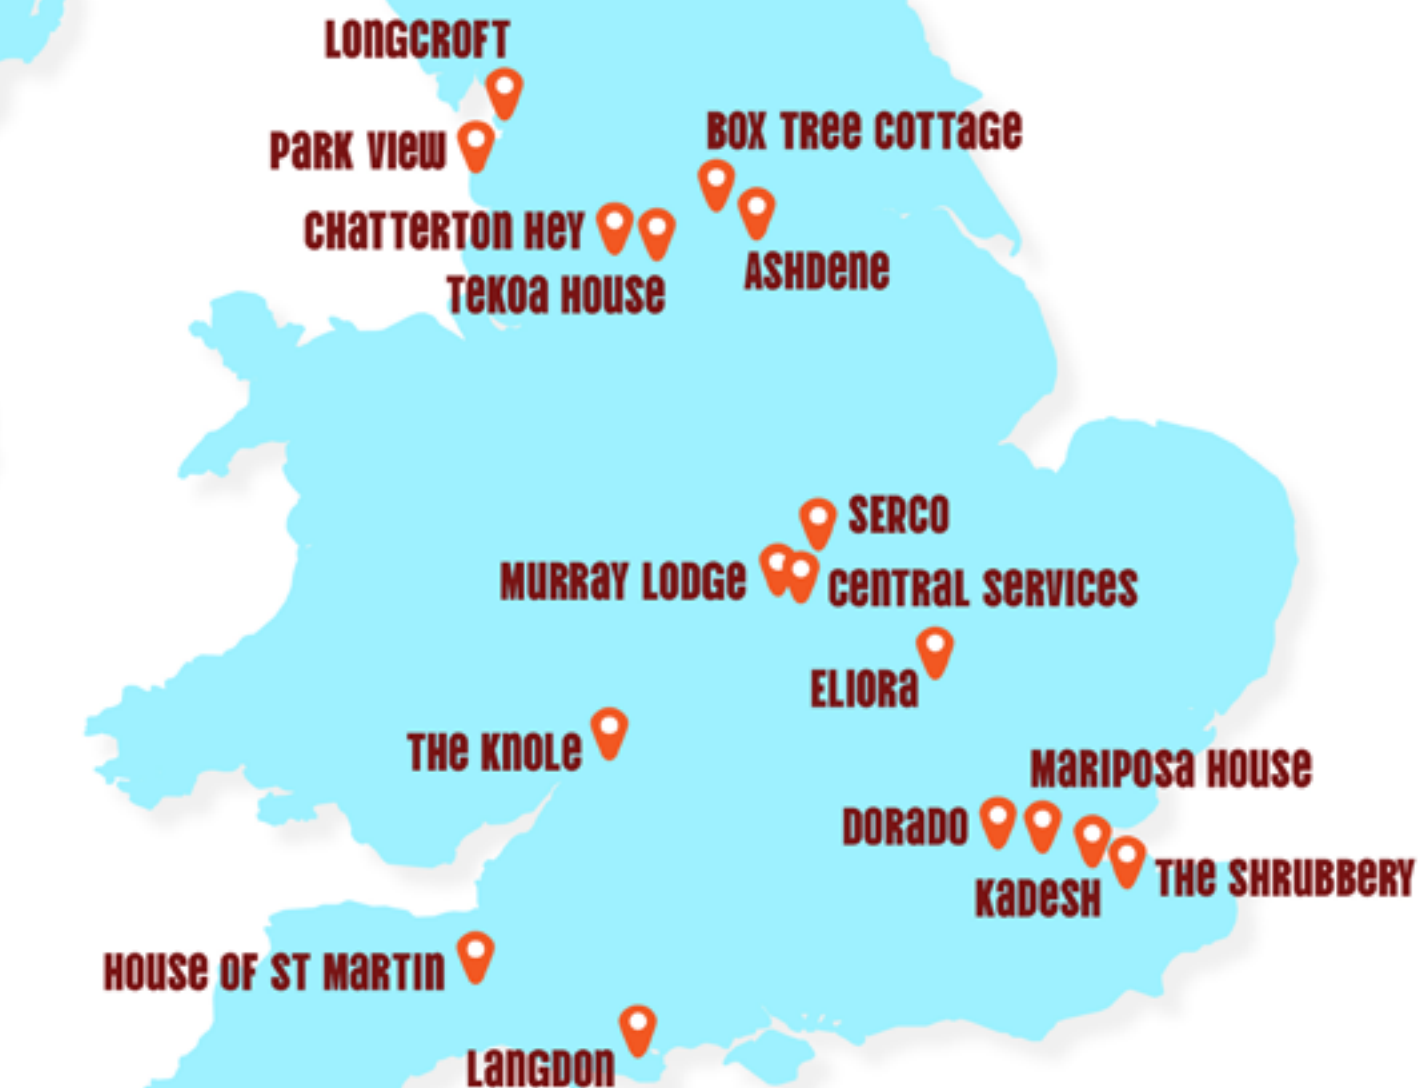 LONGCROFT
PARK VIEW
BOX TREE COTTAGE
CHATTERTON HEY
ASHDENE
TEKOA HOUSE
SERCO
MURRAY LODGE
CENTRAL SERVICES
ELIORA
THE KNOLE
MARIPOSA HOUSE
DORADO
THE SHRUBBERY
KADESH
HOUSE OF ST MARTIN
LANGDON